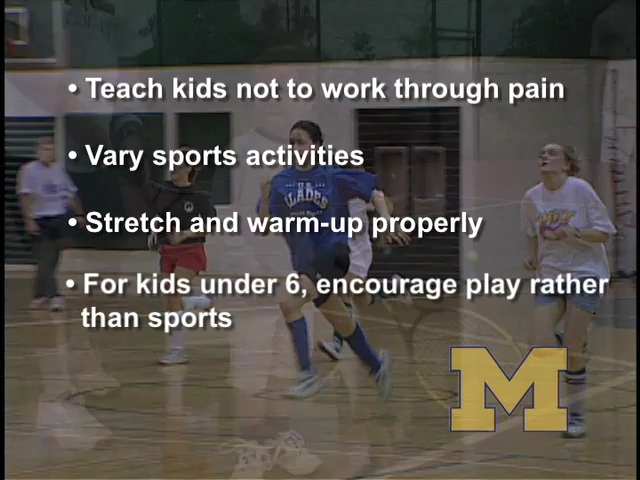 • Teach kids not to work through pain
• Vary sports activities
• Stretch and warm-up properly
• For kids under 6, encourage play rather
than sports
BLADES
M